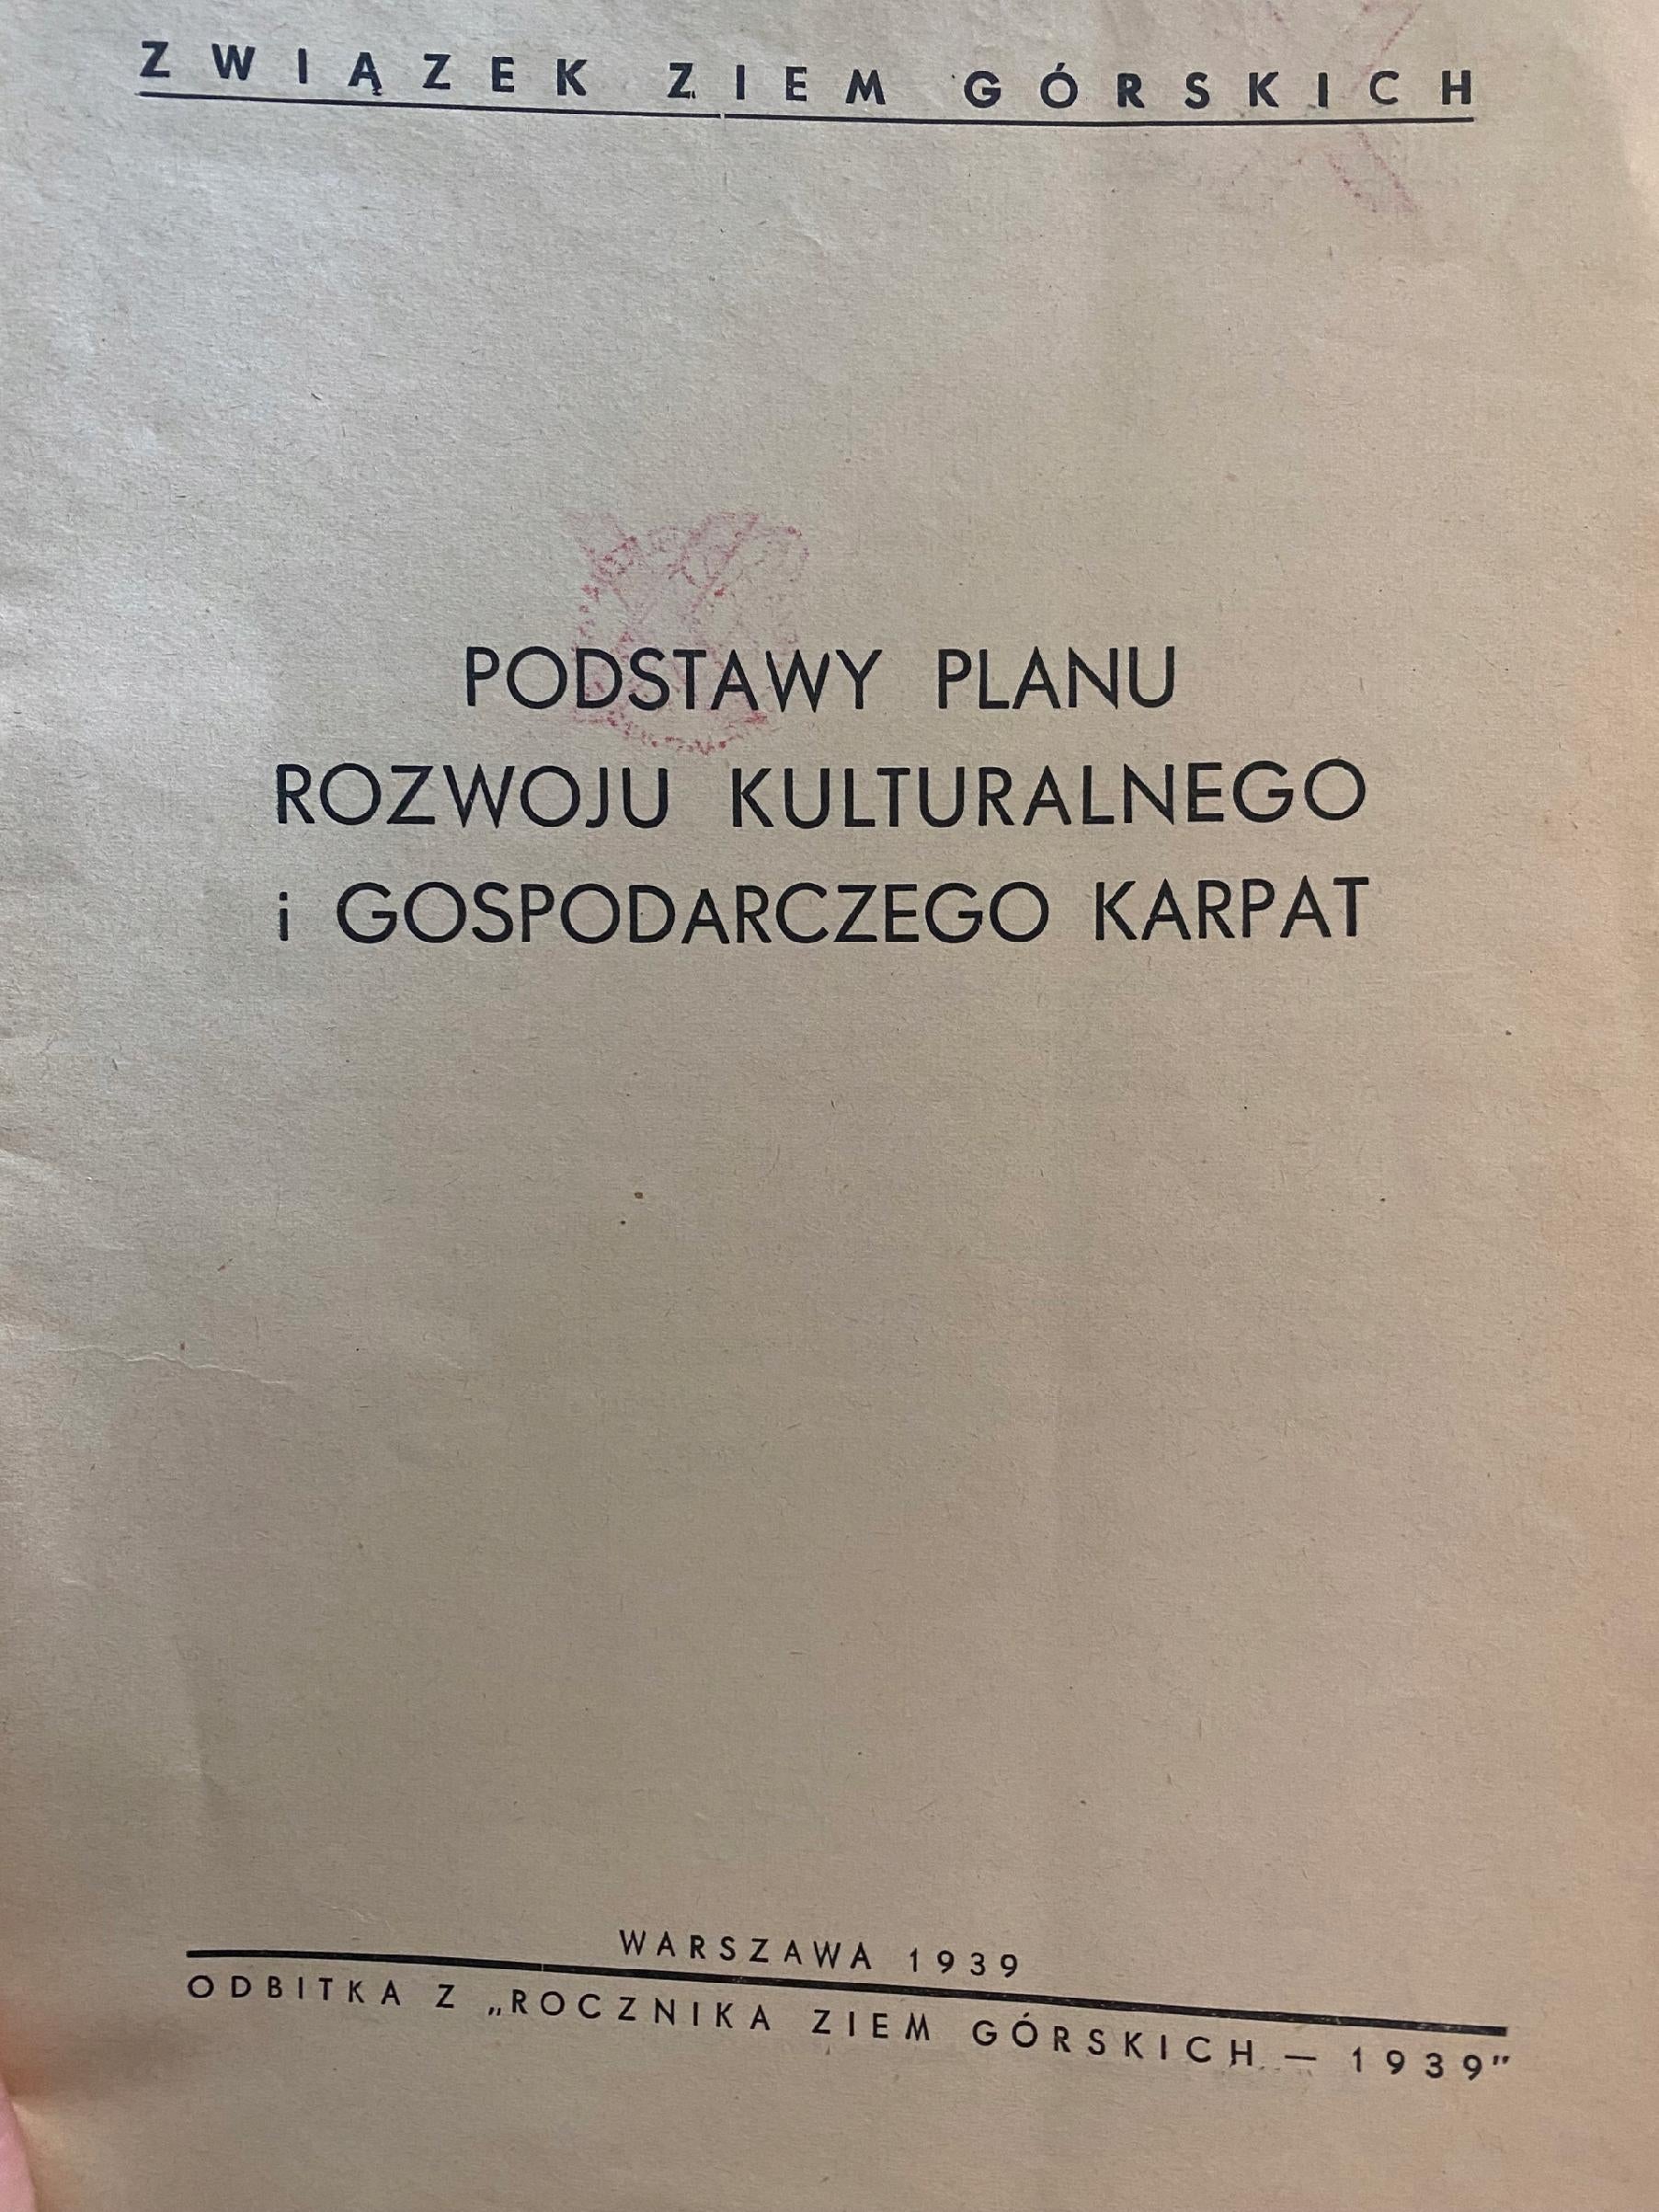 ZWIĄZEK ZIEM GÓRSKICH
PODSTAWY PLANU
ROZWOJU KULTURALNEGO
i GOSPODARCZEGO KARPAT
WARSZAWA 1939
ODBITKA Z „ROCZNIKA ZIEM GÓRSKICH — 1939"